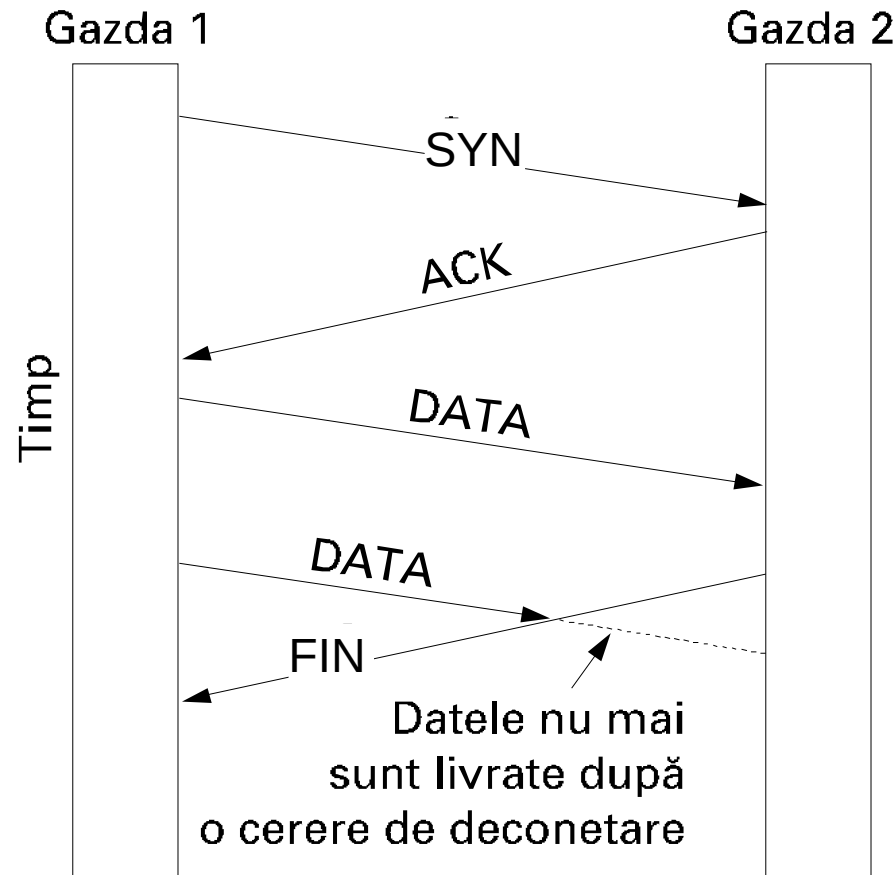 Gazda 1
Gazda 2
SYN
ACK
Timp
DATA
DATA
FIN
Datele nu mai
sunt livrate după
o cerere de deconetare